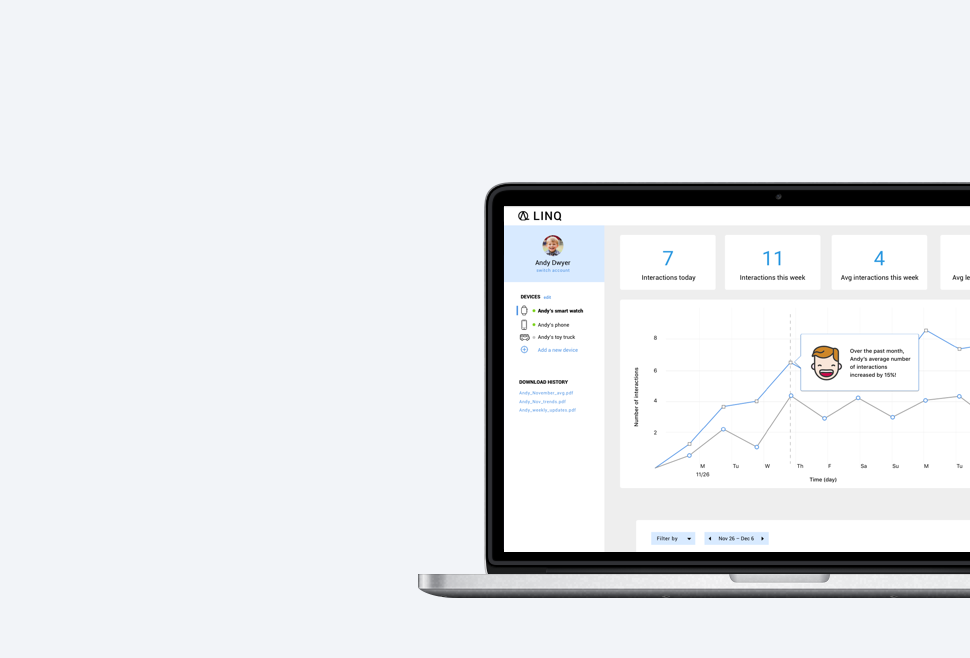 LINQ
Andy Dwyer
switch account
DEVICES edit
Andy's smart watch
Andy's phone
Andy's toy truck
Add a new device
DOWNLOAD HISTORY
Andy_November_avg.pdf
Andy_Nov_trends.pdf
Andy_weekly_updates.pdf
7
Interactions today
11
Interactions this week
4
Avg interactions this week
Avg le
Number of interactions
8
6
4
2
Over the past month,
Andy's average number
of interactions
increased by 15%!
M Tu W Th F Sa Su M Tu
11/26
Time (day)
Filter by
Nov 26 – Dec 6